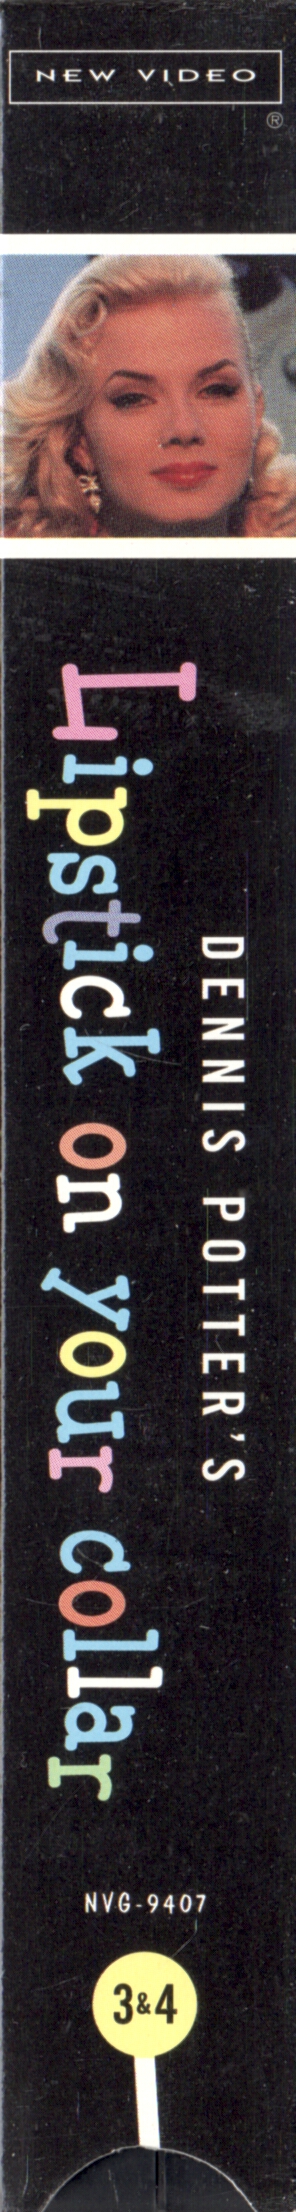 NEW VIDEO
®
DENNIS POTTER'S
Lipstick on your collar
NVG-9407
3&4